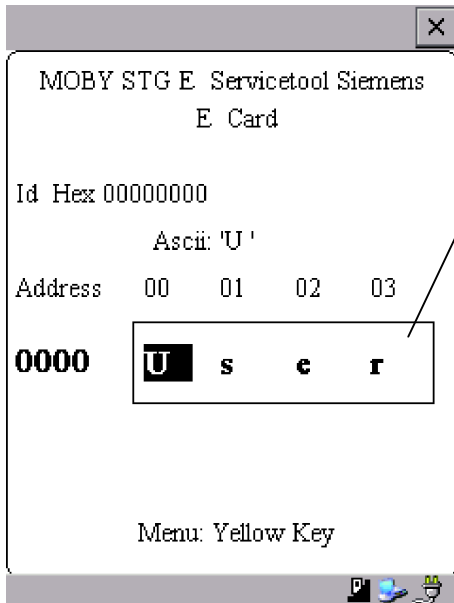 MOBY STG E Servicetool Siemens
E Card
Id Hex 00000000
Ascii: 'U '
Address 00 01 02 03
0000 U s e r
Menu: Yellow Key